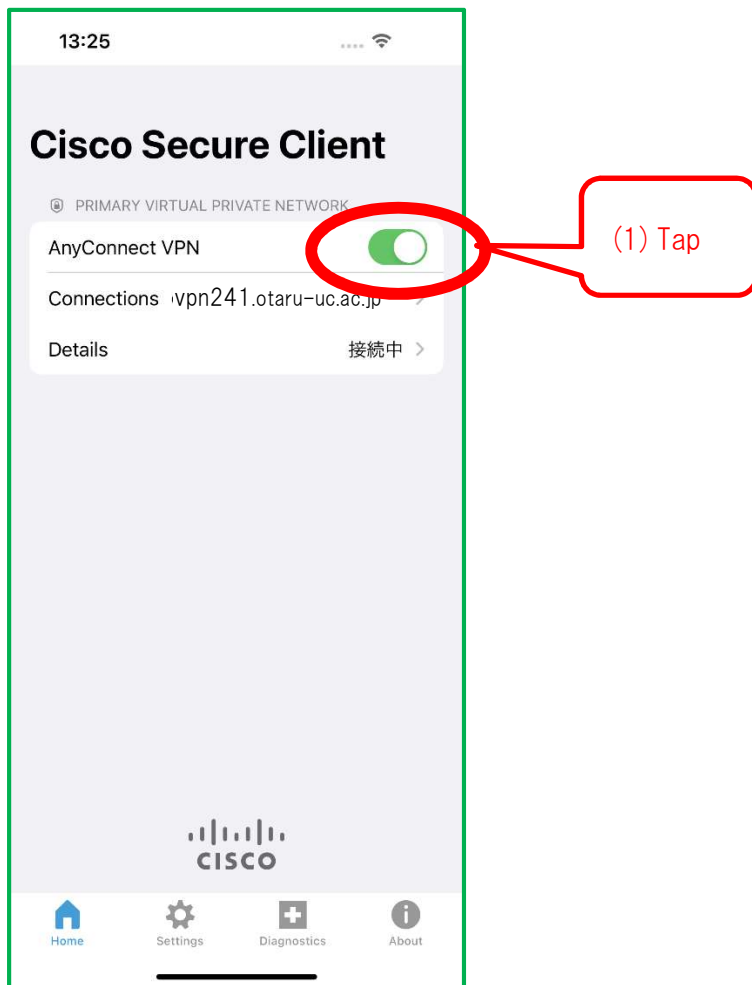 13:25
Cisco Secure Client
PRIMARY VIRTUAL PRIVATE NETWORK
AnyConnect VPN
(1) Tap
Connections vpn241.otaru-uc.ac.jp
Details 接続中
CISCO
Home Settings Diagnostics About